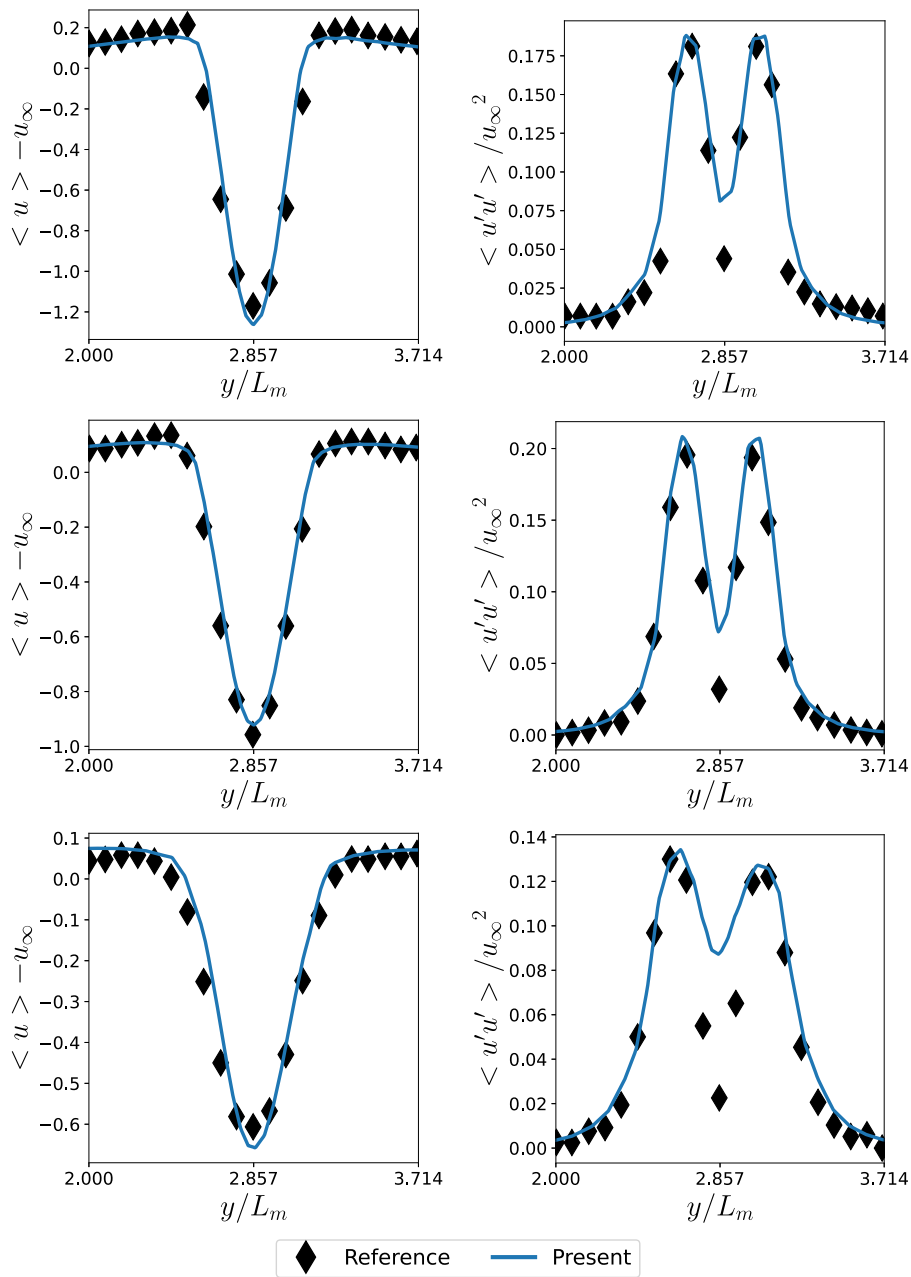 0.2
0.0
−0.2
−0.4
−0.6
−0.8
−1.0
−1.2
< u > −u∞
2.000 2.857 3.714
y/Lₘ
0.175
0.150
0.125
0.100
0.075
0.050
0.025
0.000
< u′u′ > /u∞²
2.000 2.857 3.714
y/Lₘ
0.0
−0.2
−0.4
−0.6
−0.8
−1.0
< u > −u∞
2.000 2.857 3.714
y/Lₘ
0.20
0.15
0.10
0.05
0.00
< u′u′ > /u∞²
2.000 2.857 3.714
y/Lₘ
0.1
0.0
−0.1
−0.2
−0.3
−0.4
−0.5
−0.6
< u > −u∞
2.000 2.857 3.714
y/Lₘ
0.14
0.12
0.10
0.08
0.06
0.04
0.02
0.00
< u′u′ > /u∞²
2.000 2.857 3.714
y/Lₘ
Reference Present